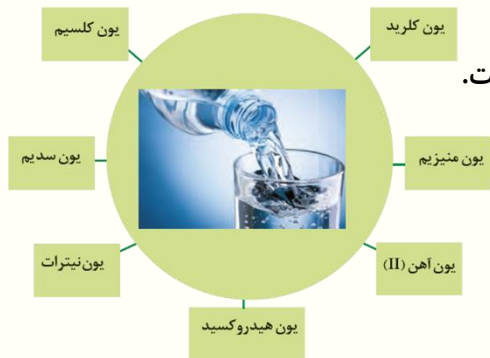 یون کلرید
یون کلسیم
ت.
یون منیزیم
یون سدیم
یون آهن (II)
یون نیترات
یون هیدروکسید